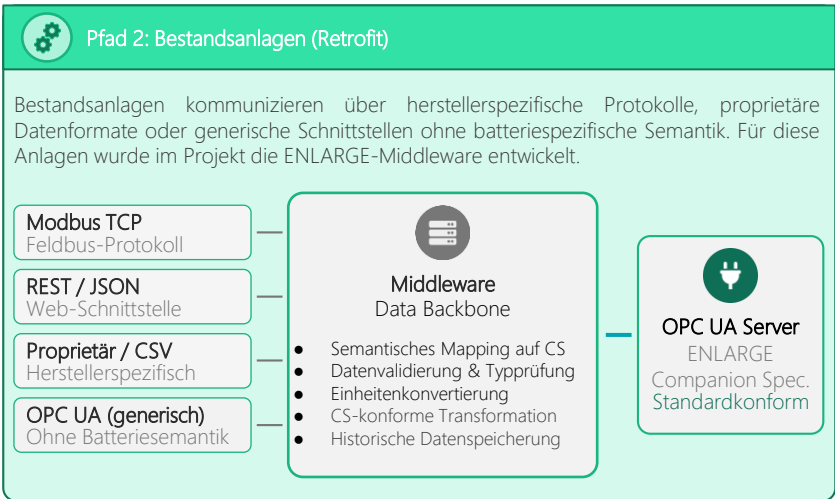 Pfad 2: Bestandsanlagen (Retrofit)
Bestandsanlagen kommunizieren über herstellerspezifische Protokolle, proprietäre
Datenformate oder generische Schnittstellen ohne batteriespezifische Semantik. Für diese
Anlagen wurde im Projekt die ENLARGE-Middleware entwickelt.
Modbus TCP
Feldbus-Protokoll
REST / JSON
Web-Schnittstelle
Proprietär / CSV
Herstellerspezifisch
OPC UA (generisch)
Ohne Batteriesemantik
Middleware
Data Backbone
● Semantisches Mapping auf CS
● Datenvalidierung & Typprüfung
● Einheitenkonvertierung
● CS-konforme Transformation
● Historische Datenspeicherung
OPC UA Server
ENLARGE
Companion Spec.
Standardkonform